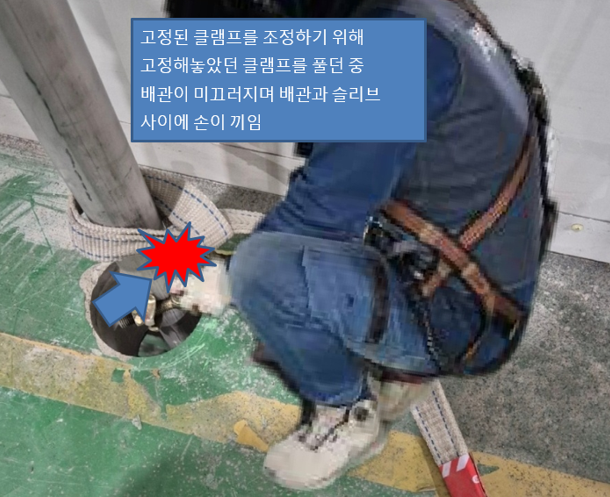 고정된 클램프를 조정하기 위해
고정해놓았던 클램프를 풀던 중
배관이 미끄러지며 배관과 슬리브
사이에 손이 끼임